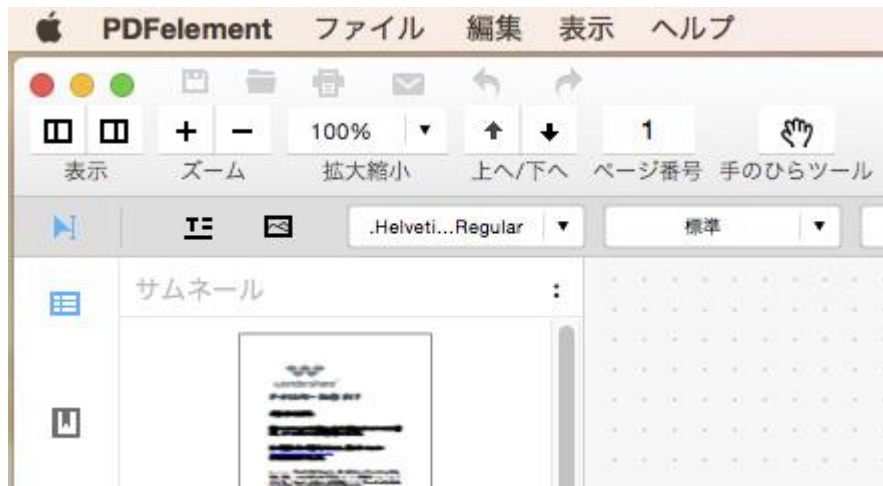 PDFelement ファイル 編集 表示 ヘルプ
100% 1
表示 ズーム 拡大縮小 上へ/下へ ページ番号 手のひらツール
.Helveti...Regular 標準
サムネール
wondershare